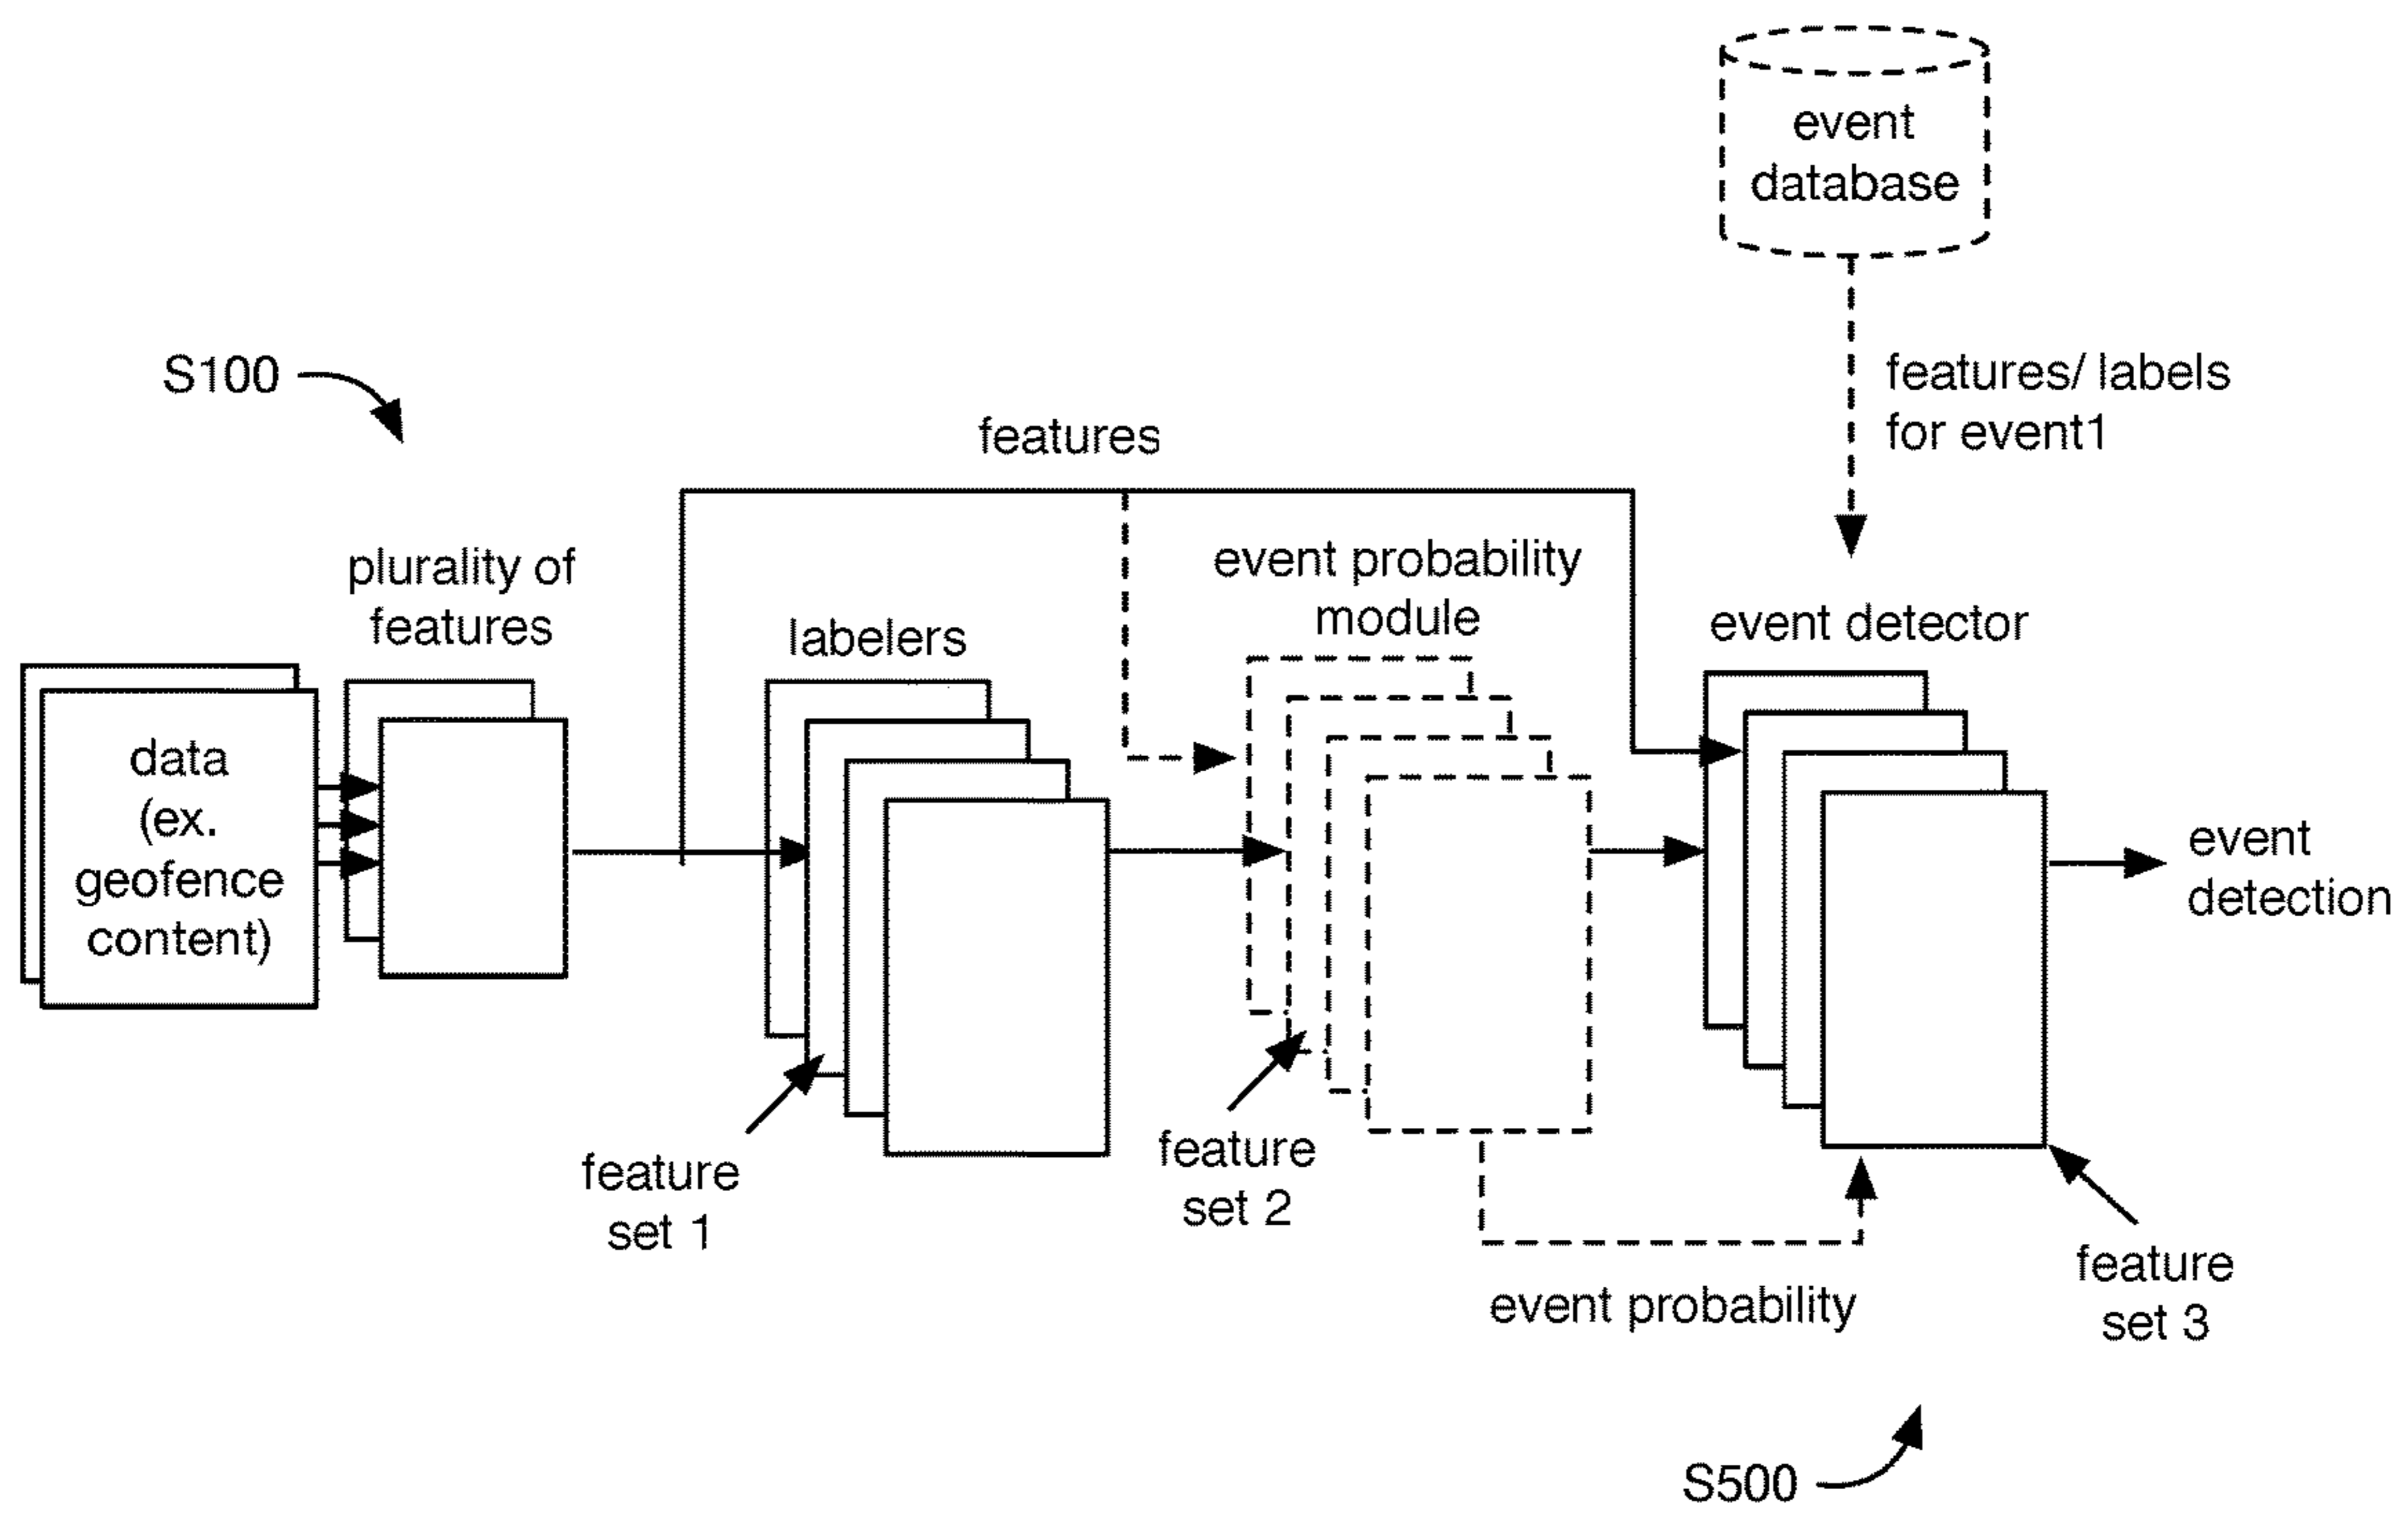 event
database
S100
features/ labels
for event1
features
plurality of
features
event probability
module
labelers
event detector
data
(ex.
geofence
content)
event
detection
feature
set 1
feature
set 2
event probability
feature
set 3
S500